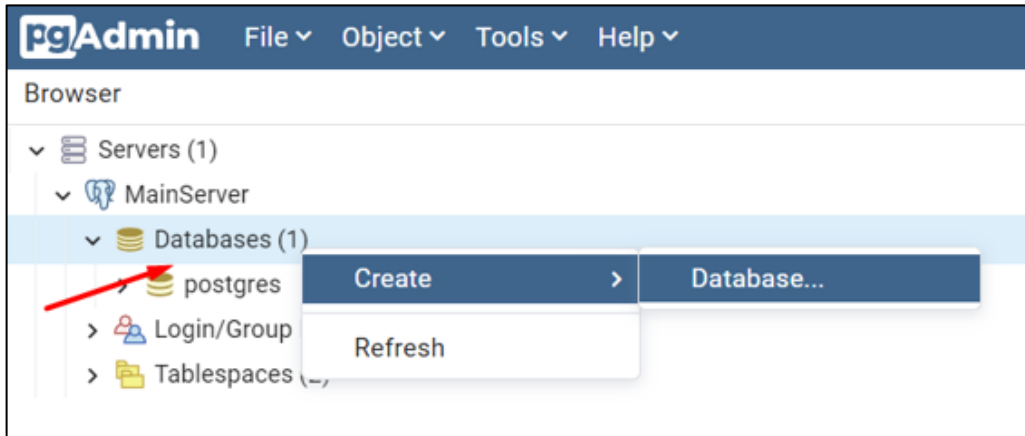 pgAdmin File Object Tools Help
Browser
Servers (1)
MainServer
Databases (1)
postgres Create Database...
Login/Group
Refresh
Tablespaces